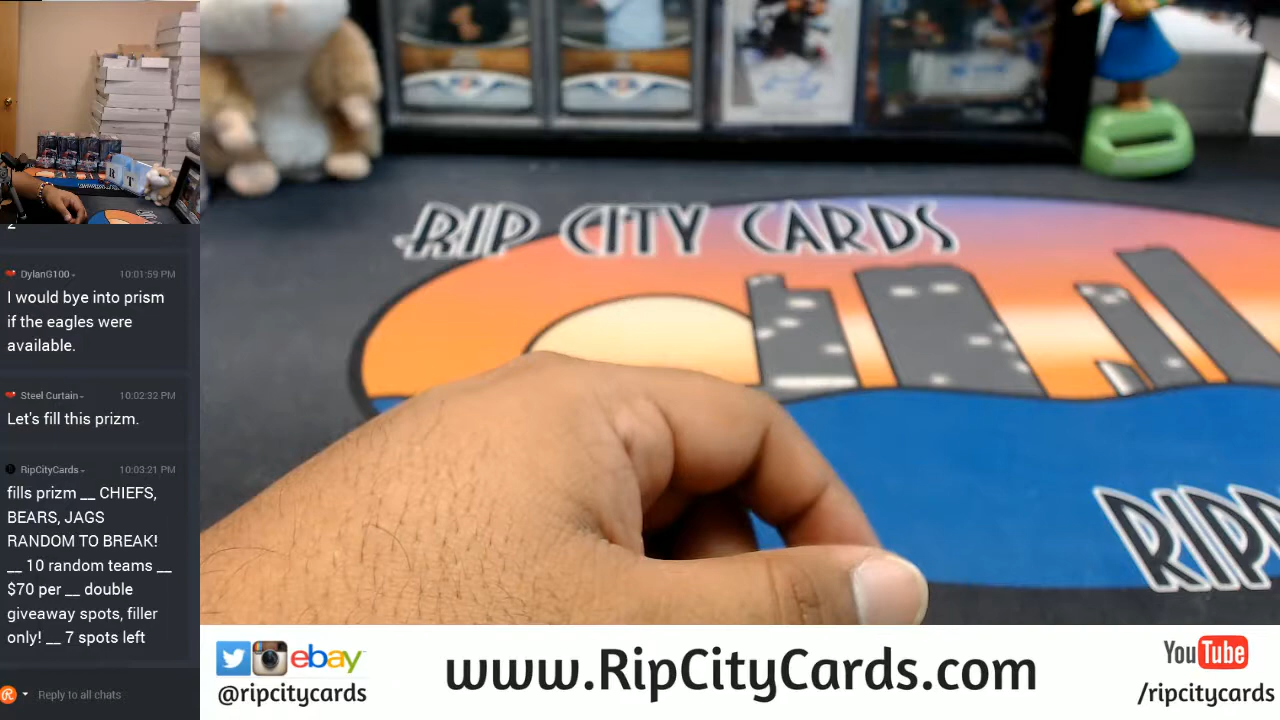 2
DylanG100
10:01:59 PM
I would bye into prism
if the eagles were
available.
Steel Curtain
10:02:32 PM
Let's fill this prizm.
RipCityCards
10:03:21 PM
fills prizm __ CHIEFS,
BEARS, JAGS
RANDOM TO BREAK!
__ 10 random teams __
$70 per __ double
giveaway spots, filler
only! __ 7 spots left
Reply to all chats
R T
RIP CITY CARDS
RIPP
ebay
@ripcitycards
www.RipCityCards.com
YouTube
/ripcitycards